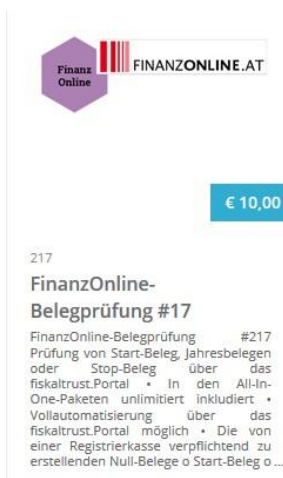 Finanz
Online
FINANZONLINE.AT
€ 10,00
217
FinanzOnline-
Belegprüfung #17
FinanzOnline-Belegprüfung #217
Prüfung von Start-Beleg, Jahresbelegen
oder Stop-Beleg über das
fiskaltrust.Portal • In den All-In-
One-Paketen unlimitiert inkludiert •
Vollautomatisierung über das
fiskaltrust.Portal möglich • Die von
einer Registrierkasse verpflichtend zu
erstellenden Null-Belege o Start-Beleg o ...